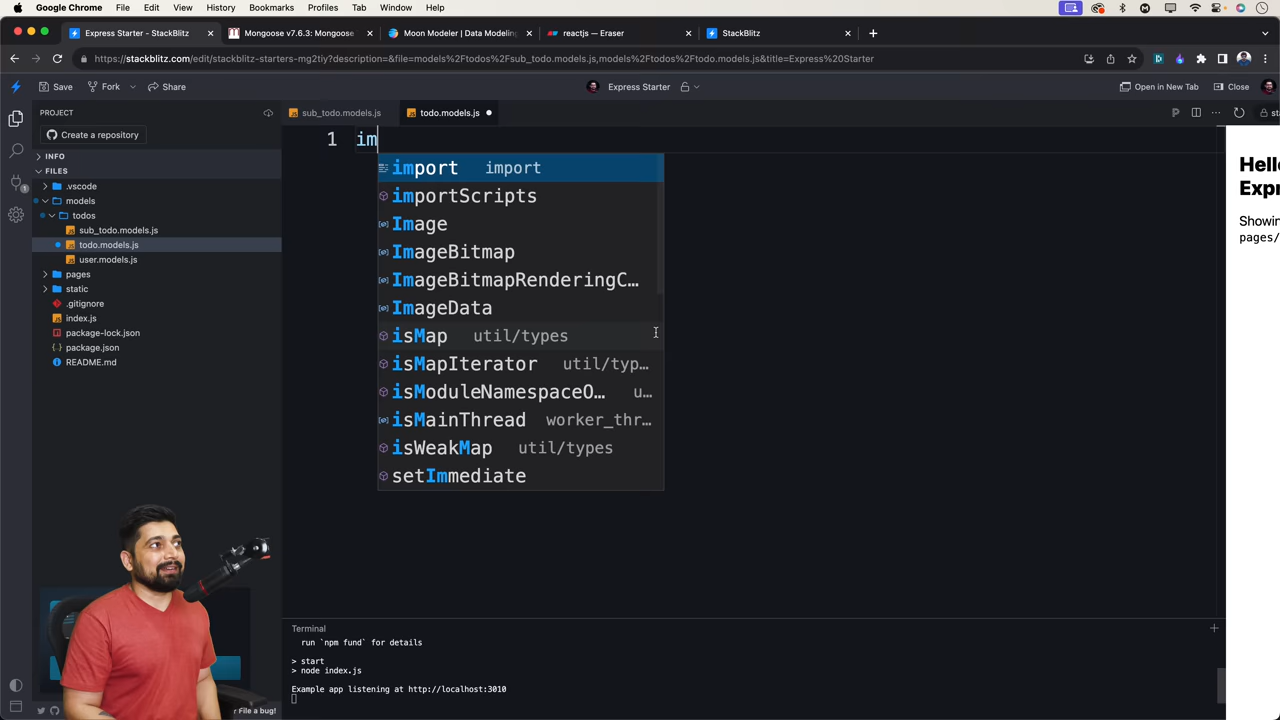 Google Chrome File Edit View History Bookmarks Profiles Tab Window Help
Express Starter - StackBlitz × Mongoose v7.6.3: Mongoose × Moon Modeler | Data Modeling × reactjs — Eraser × StackBlitz × +
stackblitz.com/edit/stackblitz-starters-mg2tiy?description=&file=models%2Ftodos%2Fsub_todo.models.js,models%2Ftodos%2Ftodo.models.js&title=Express%20Starter
Save Fork Share Express Starter Open in New Tab Close
PROJECT
sub_todo.models.js todo.models.js
Create a repository
INFO
FILES
.vscode
models
todos
sub_todo.models.js
todo.models.js
user.models.js
pages
static
.gitignore
index.js
package-lock.json
package.json
README.md
1 im
import import
importScripts
Image
ImageBitmap
ImageBitmapRenderingC…
ImageData
isMap util/types
isMapIterator util/typ…
isModuleNamespaceO… u…
isMainThread worker_thr…
isWeakMap util/types
setImmediate
Hello
Expr
Showin
pages/
Terminal
run `npm fund` for details
> start
> node index.js
Example app listening at http://localhost:3010
File a bug!